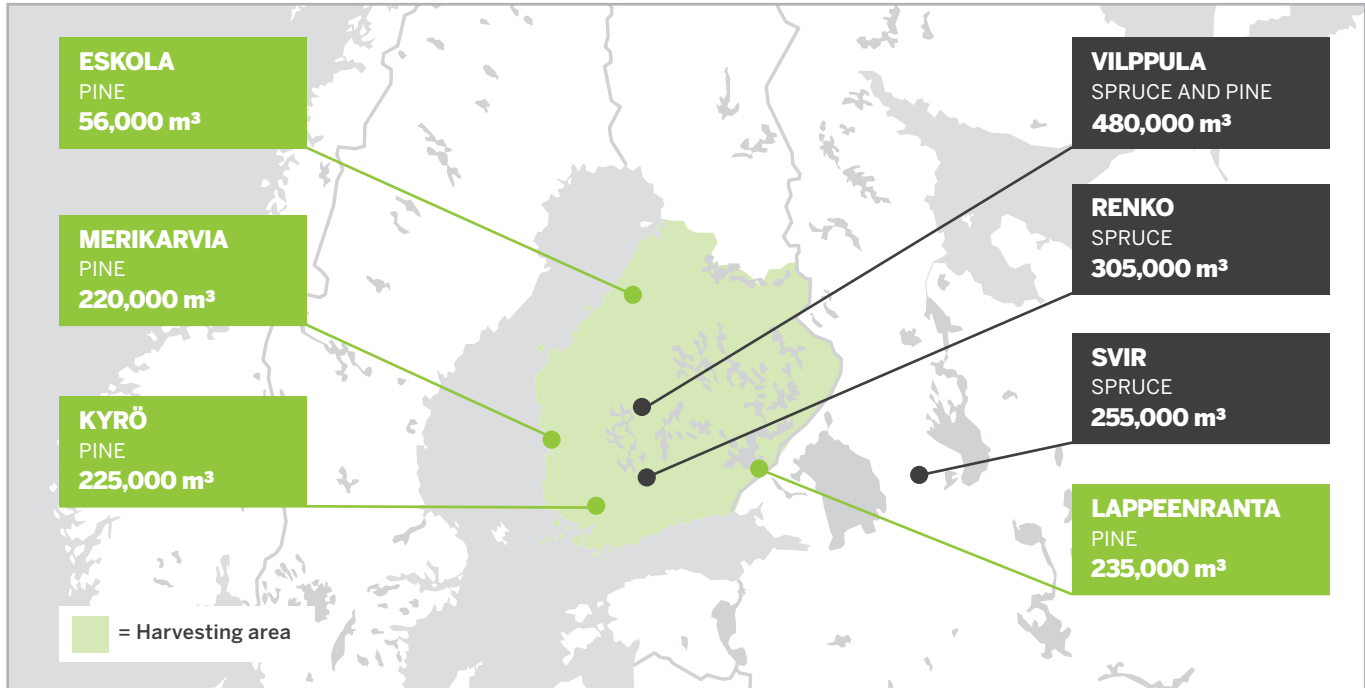 ESKOLA
PINE
56,000 m³
MERIKARVIA
PINE
220,000 m³
KYRÖ
PINE
225,000 m³
= Harvesting area
VILPPULA
SPRUCE AND PINE
480,000 m³
RENKO
SPRUCE
305,000 m³
SVIR
SPRUCE
255,000 m³
LAPPEENRANTA
PINE
235,000 m³